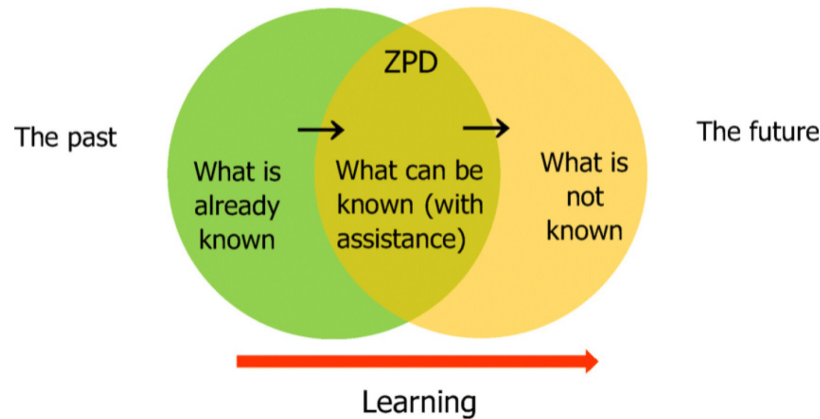 ZPD
The past
The future
What is
already
known
What can be
known (with
assistance)
What is
not
known
Learning